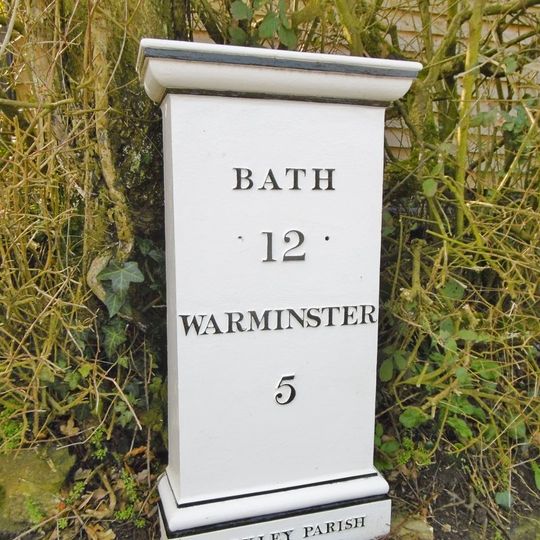 BATH
· 12 ·
WARMINSTER
5
PARISH